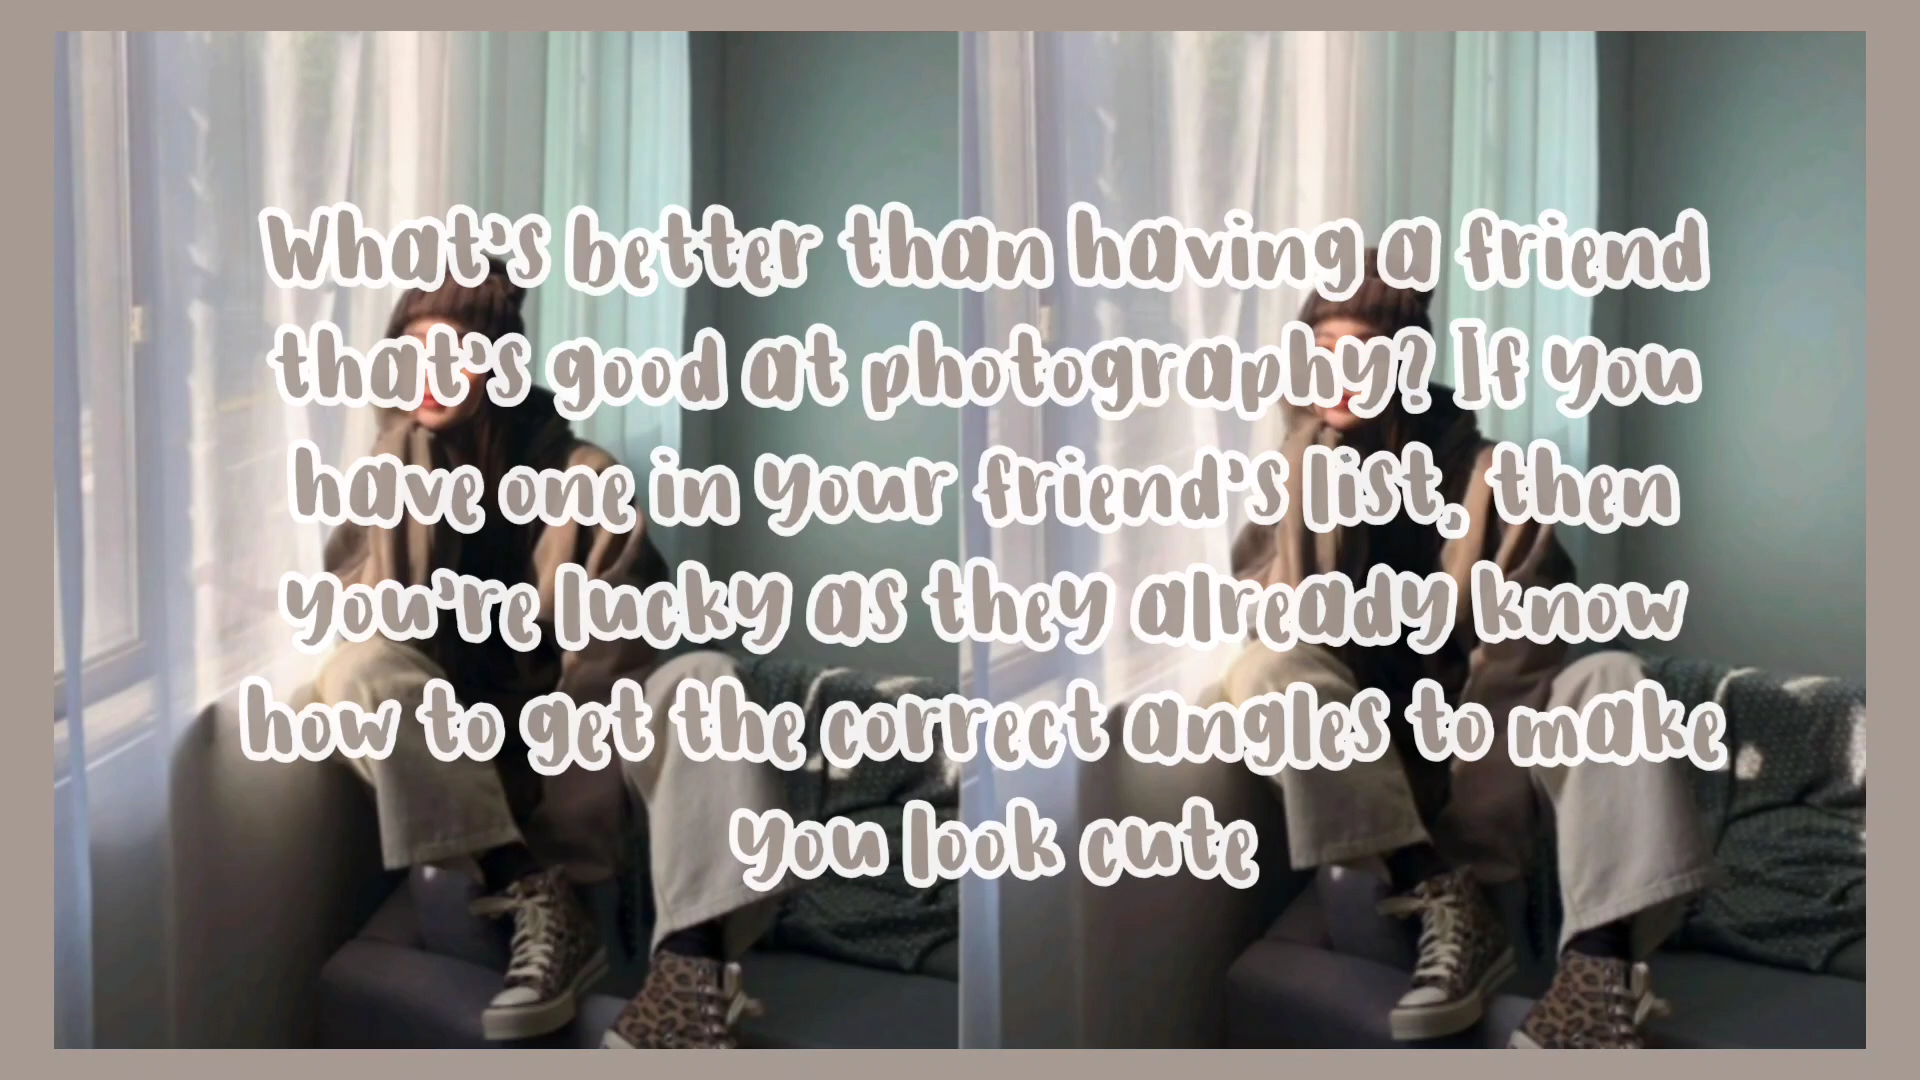 What's better than having a friend
that's good at photography? If you
have one in your friend's list, then
you're lucky as they already know
how to get the correct angles to make
you look cute